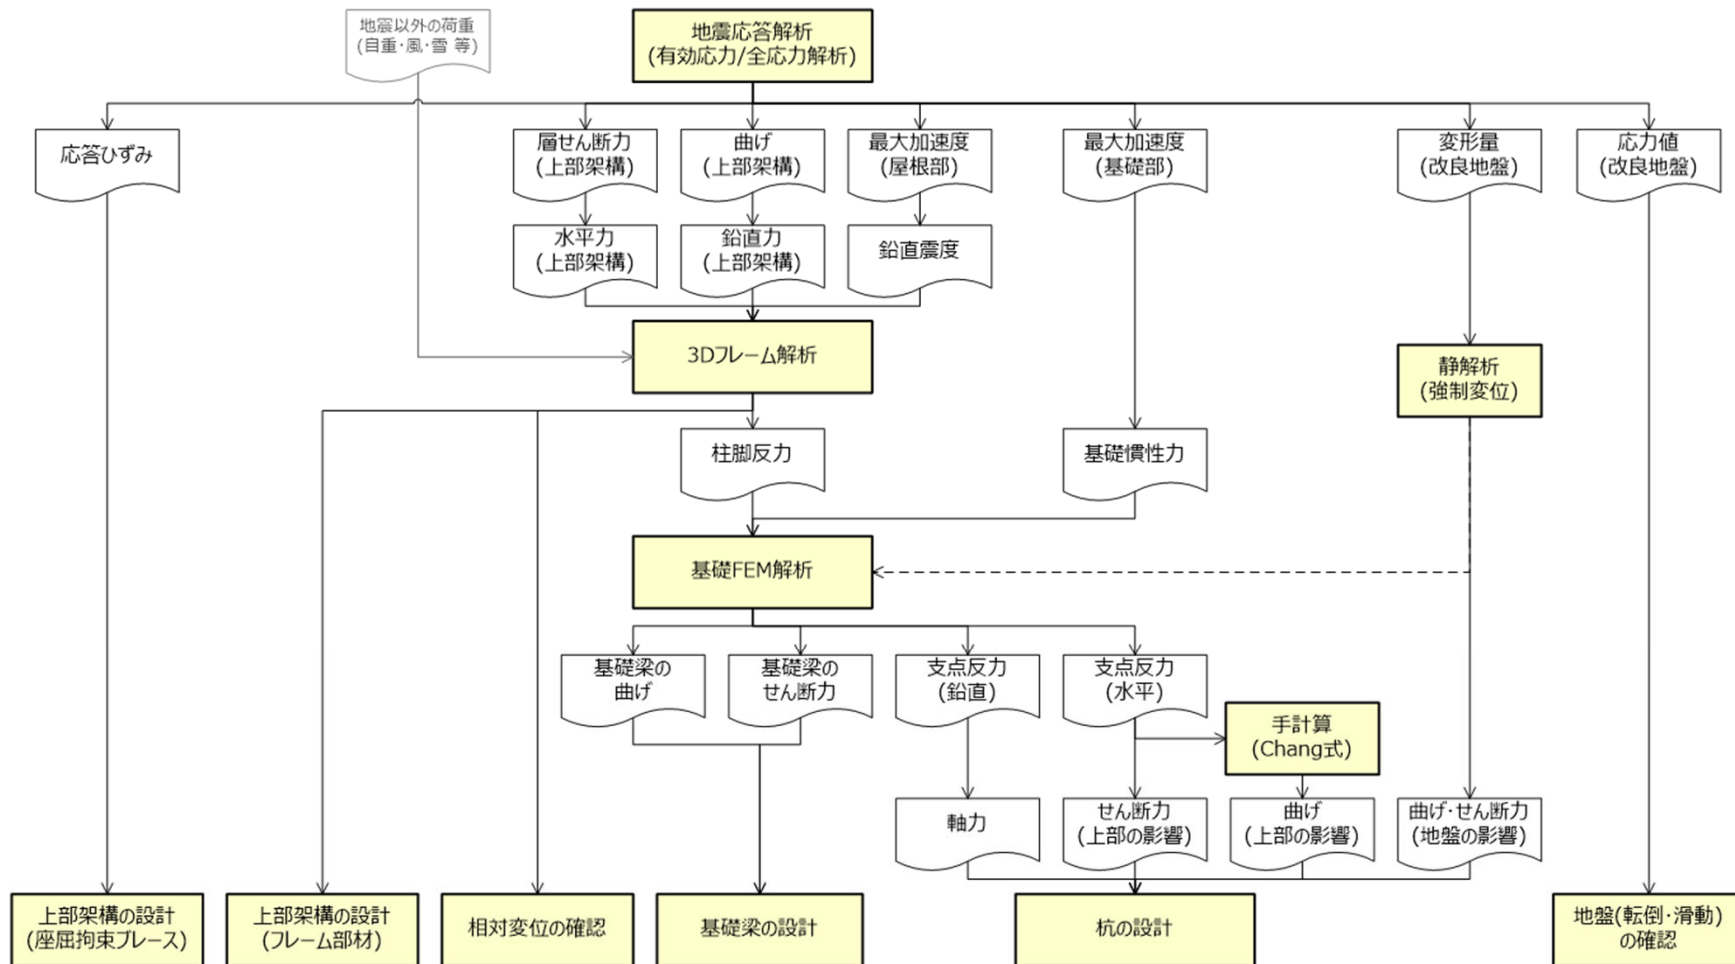 地震以外の荷重
(自重･風･雪 等)
地震応答解析
(有効応力/全応力解析)
応答ひずみ
層せん断力
(上部架構)
曲げ
(上部架構)
最大加速度
(屋根部)
最大加速度
(基礎部)
変形量
(改良地盤)
応力値
(改良地盤)
水平力
(上部架構)
鉛直力
(上部架構)
鉛直震度
3Dフレーム解析
静解析
(強制変位)
柱脚反力
基礎慣性力
基礎FEM解析
基礎梁の
曲げ
基礎梁の
せん断力
支点反力
(鉛直)
支点反力
(水平)
手計算
(Chang式)
軸力
せん断力
(上部の影響)
曲げ
(上部の影響)
曲げ･せん断力
(地盤の影響)
上部架構の設計
(座屈拘束ブレース)
上部架構の設計
(フレーム部材)
相対変位の確認
基礎梁の設計
杭の設計
地盤(転倒･滑動)
の確認